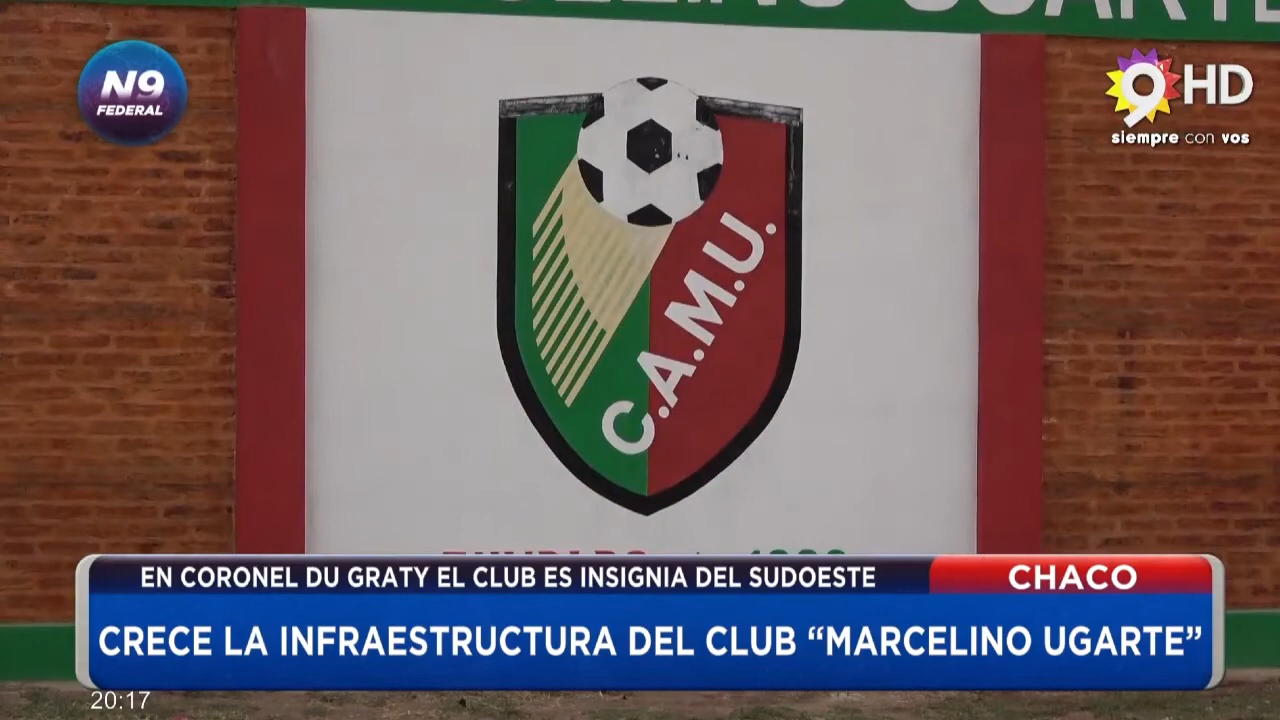 UGARTE
N9
FEDERAL
9 HD
siempre con vos
C.A.M.U.
EN CORONEL DU GRATY EL CLUB ES INSIGNIA DEL SUDOESTE
CHACO
CRECE LA INFRAESTRUCTURA DEL CLUB “MARCELINO UGARTE”
20:17